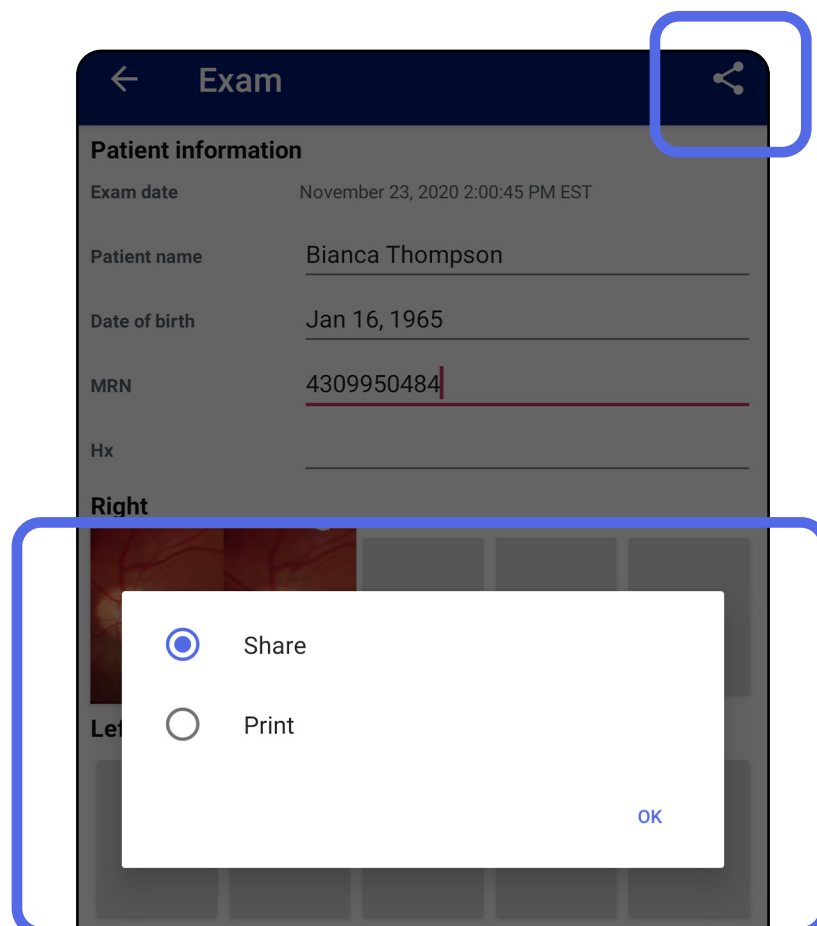 Exam
Patient information
Exam date November 23, 2020 2:00:45 PM EST
Patient name Bianca Thompson
Date of birth Jan 16, 1965
MRN 4309950484
Hx
Right
Share
Print
OK